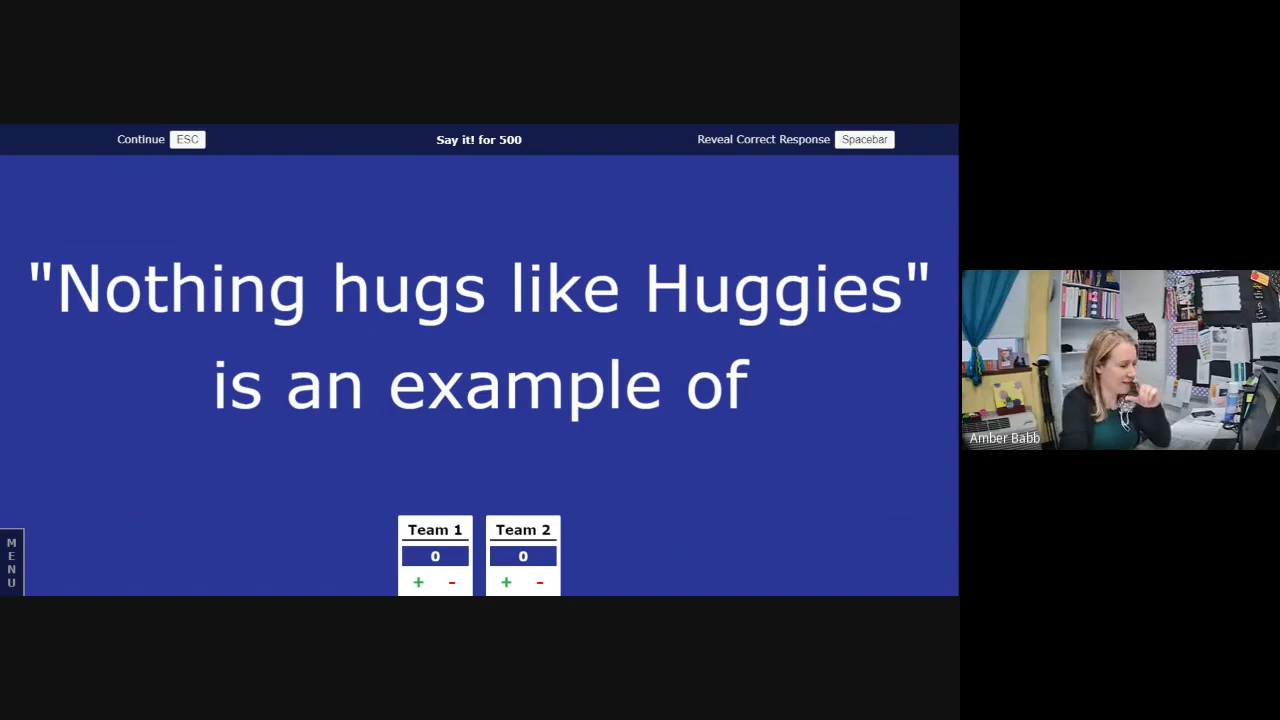 Continue ESC
Say it! for 500
Reveal Correct Response Spacebar
"Nothing hugs like Huggies"
is an example of
MENU
Team 1
0
+ -
Team 2
0
+ -
Amber Babb